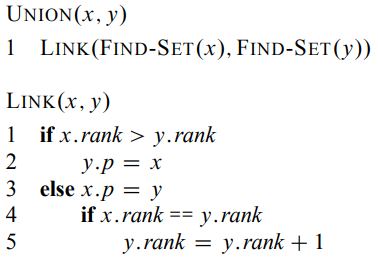 UNION(x, y)
1 LINK(FIND-SET(x), FIND-SET(y))
LINK(x, y)
1 if x.rank > y.rank
2 y.p = x
3 else x.p = y
4 if x.rank == y.rank
5 y.rank = y.rank + 1